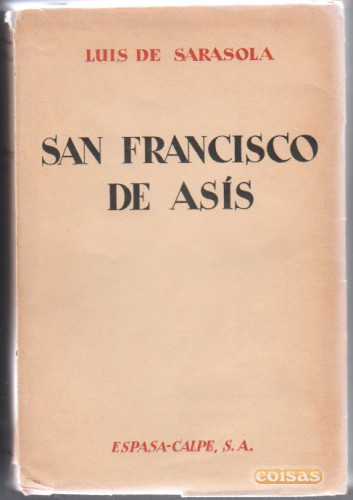 LUIS DE SARASOLA
SAN FRANCISCO
DE ASÍS
ESPASA-CALPE, S. A.
coisas